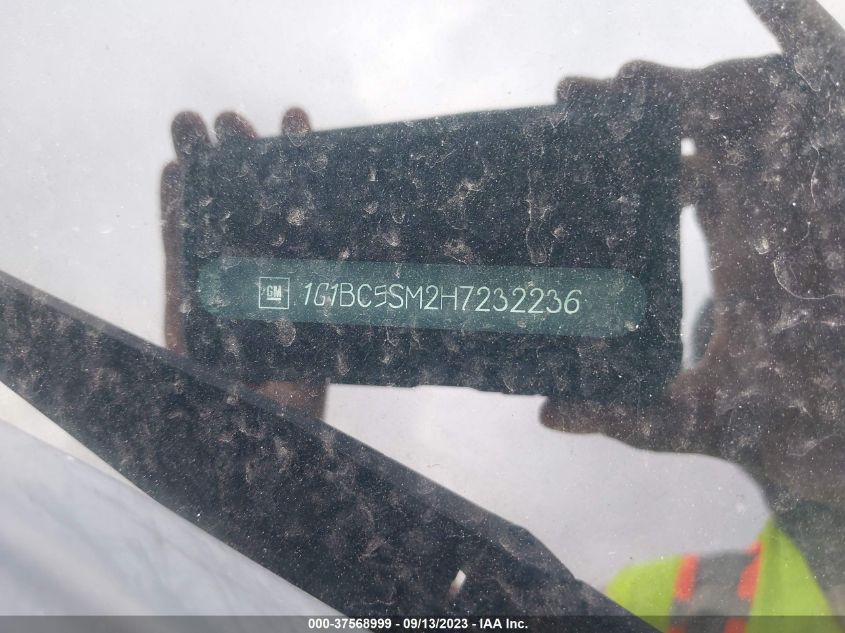 GM 1G1BC5SM2H7232236
000-37568999 - 09/13/2023 - IAA Inc.